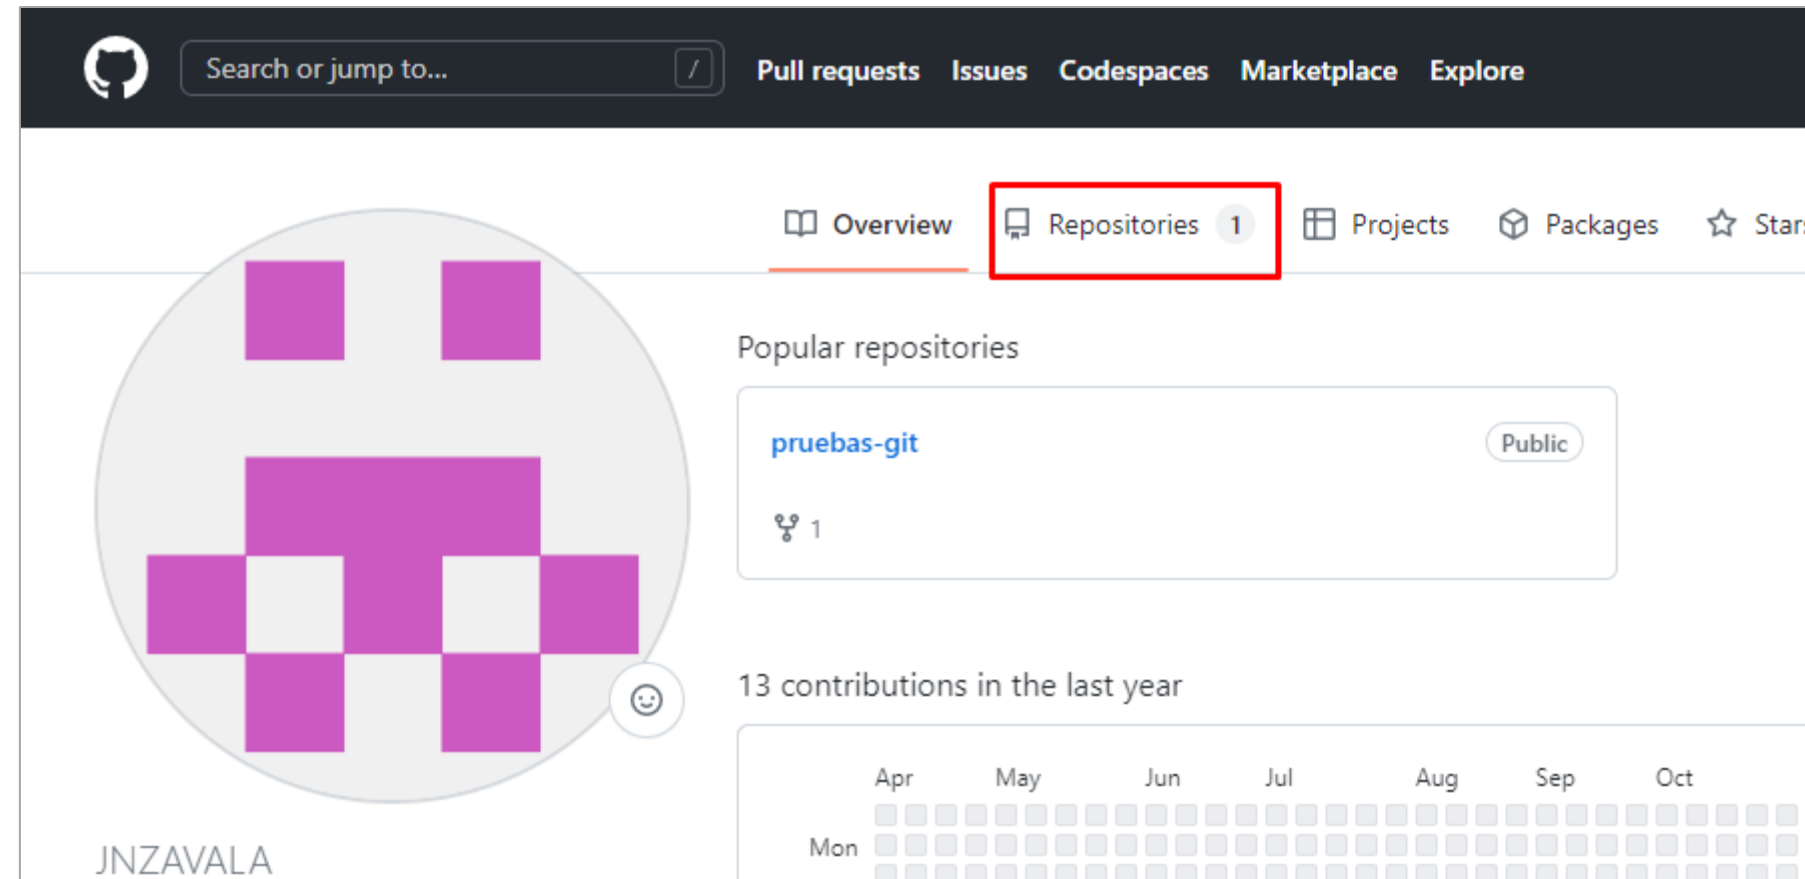 Search or jump to... /
Pull requests Issues Codespaces Marketplace Explore
Overview Repositories 1 Projects Packages Stars
Popular repositories
pruebas-git Public
1
13 contributions in the last year
Apr May Jun Jul Aug Sep Oct
Mon
JNZAVALA